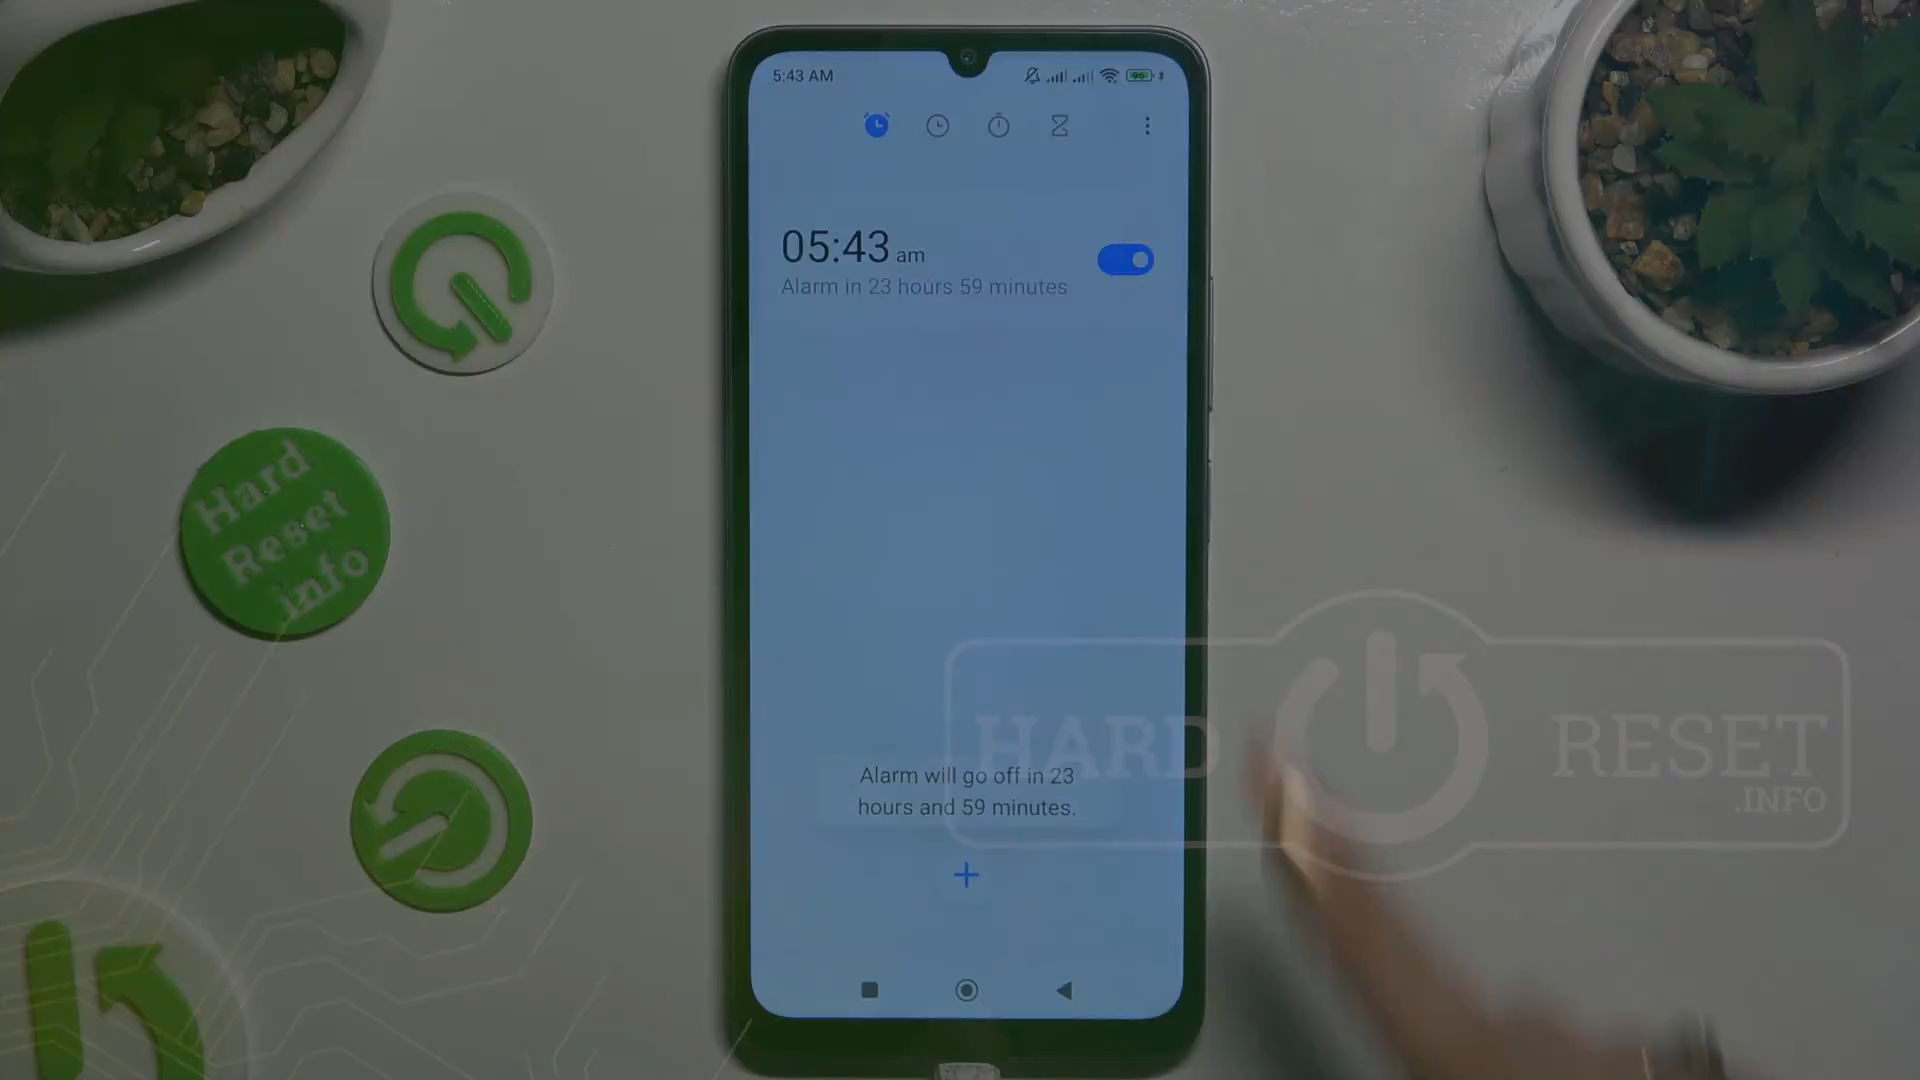 5:43 AM
96
05:43 am
Alarm in 23 hours 59 minutes
Hard
Reset
info
HARD RESET
.INFO
Alarm will go off in 23
hours and 59 minutes.